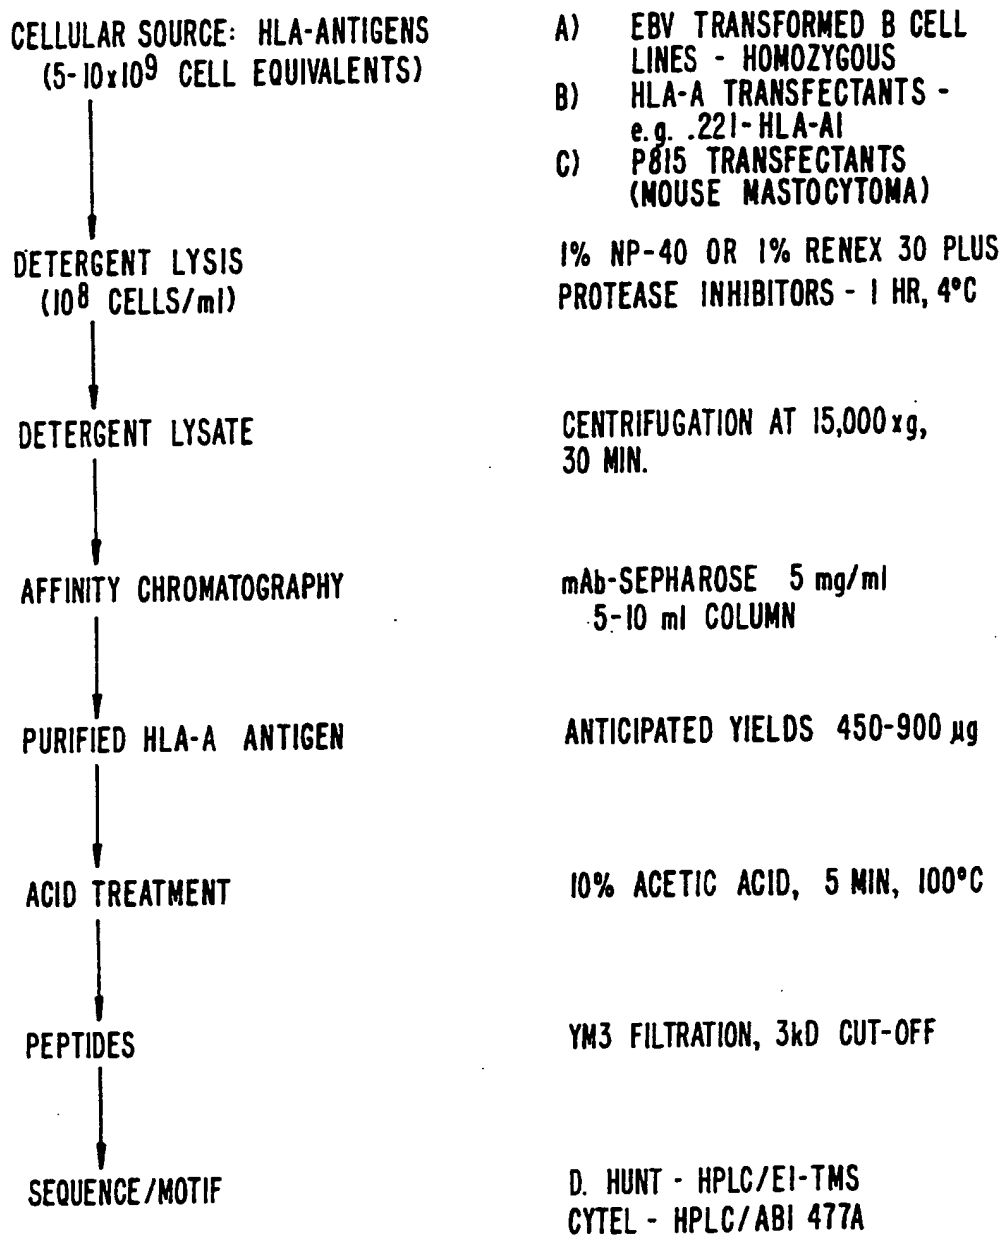 CELLULAR SOURCE: HLA-ANTIGENS
(5-10x10⁹ CELL EQUIVALENTS)
A) EBV TRANSFORMED B CELL
LINES - HOMOZYGOUS
B) HLA-A TRANSFECTANTS -
e.g. .221-HLA-A1
C) P815 TRANSFECTANTS
(MOUSE MASTOCYTOMA)
DETERGENT LYSIS
(10⁸ CELLS/ml)
1% NP-40 OR 1% RENEX 30 PLUS
PROTEASE INHIBITORS - 1 HR, 4°C
DETERGENT LYSATE
CENTRIFUGATION AT 15,000xg,
30 MIN.
AFFINITY CHROMATOGRAPHY
mAb-SEPHAROSE 5 mg/ml
5-10 ml COLUMN
PURIFIED HLA-A ANTIGEN
ANTICIPATED YIELDS 450-900 µg
ACID TREATMENT
10% ACETIC ACID, 5 MIN, 100°C
PEPTIDES
YM3 FILTRATION, 3kD CUT-OFF
SEQUENCE/MOTIF
D. HUNT - HPLC/EI-TMS
CYTEL - HPLC/ABI 477A